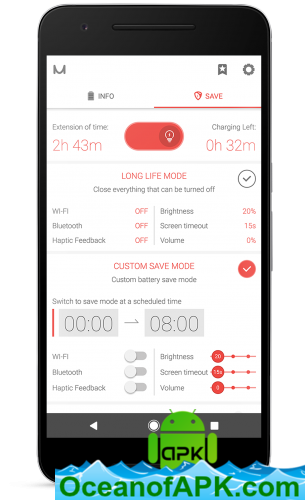 INFO SAVE
Extension of time: Charging Left:
2h 43m 0h 32m
LONG LIFE MODE
Close everything that can be turned off
WI-FI OFF Brightness 20%
Bluetooth OFF Screen timeout 15s
Haptic Feedback OFF Volume 0%
CUSTOM SAVE MODE
Custom battery save mode
Switch to save mode at a scheduled time
00:00 08:00
WI-FI Brightness 20
Bluetooth Screen timeout 15s
Haptic Feedback Volume 0
apk
OceanofAPK.com